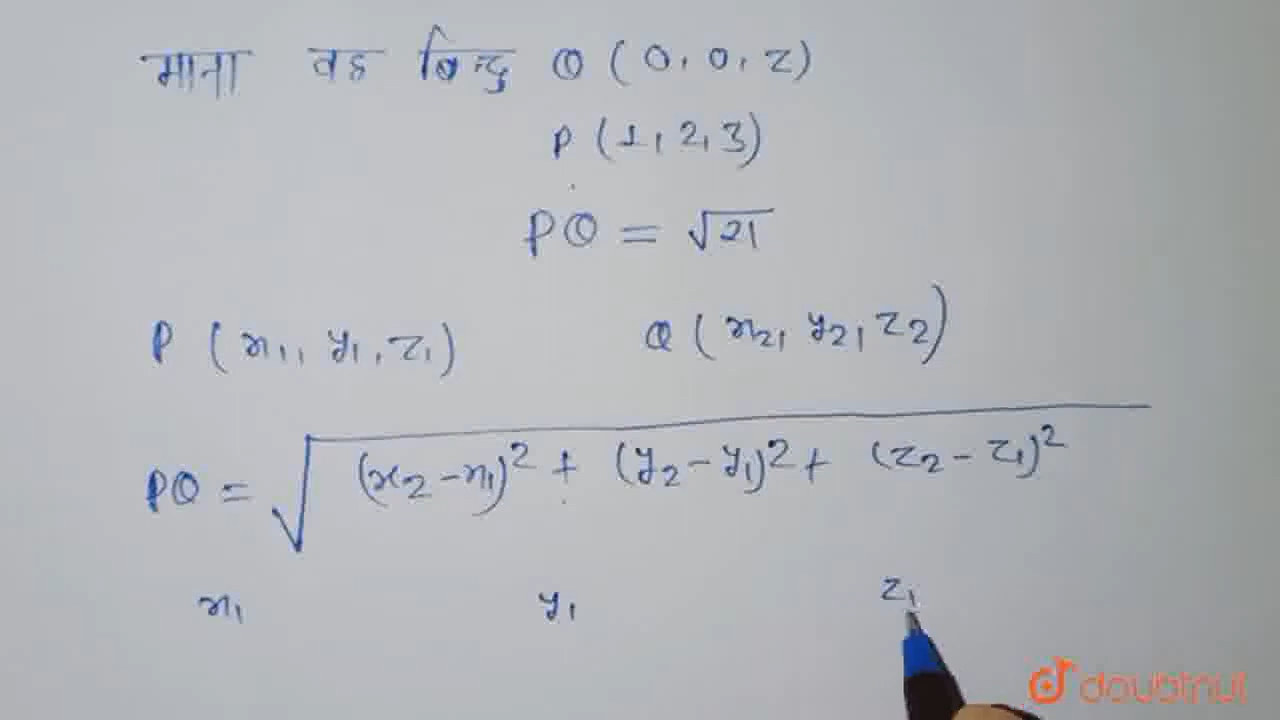 माना वह बिन्दु Q (0, 0, z)
P (1, 2, 3)
PQ = √21
P (x₁, y₁, z₁) Q (x₂, y₂, z₂)
PQ = √(x₂ - x₁)² + (y₂ - y₁)² + (z₂ - z₁)²
x₁ y₁ z₁
doubtnut